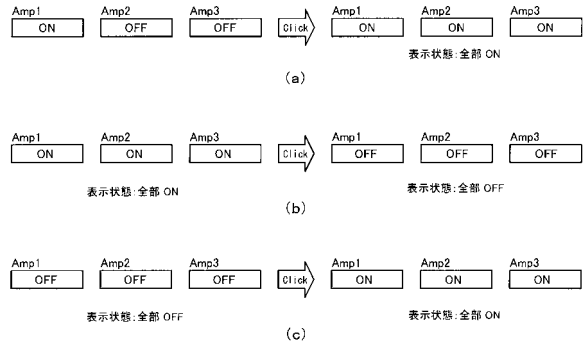 Amp1 Amp2 Amp3 Amp1 Amp2 Amp3
ON OFF OFF Click ON ON ON
表示状態:全部 ON
(a)
Amp1 Amp2 Amp3 Amp1 Amp2 Amp3
ON ON ON Click OFF OFF OFF
表示状態:全部 ON 表示状態:全部 OFF
(b)
Amp1 Amp2 Amp3 Amp1 Amp2 Amp3
OFF OFF OFF Click ON ON ON
表示状態:全部 OFF 表示状態:全部 ON
(c)